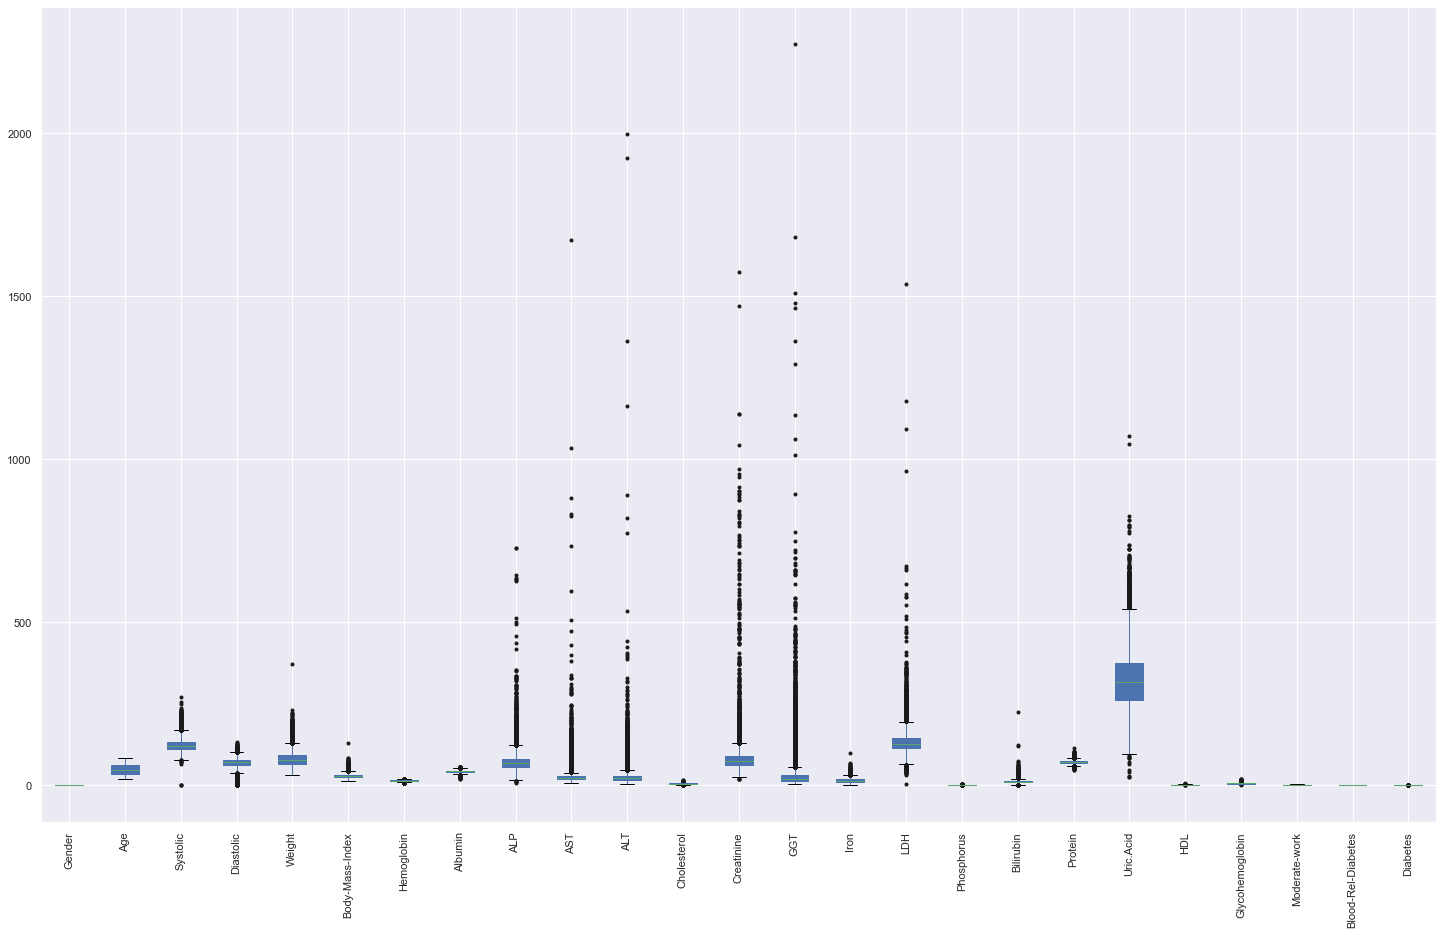 2000
1500
1000
500
0
Gender
Age
Systolic
Diastolic
Weight
Body-Mass-Index
Hemoglobin
Albumin
ALP
AST
ALT
Cholesterol
Creatinine
GGT
Iron
LDH
Phosphorus
Bilirubin
Protein
Uric.Acid
HDL
Glycohemoglobin
Moderate-work
Blood-Rel-Diabetes
Diabetes